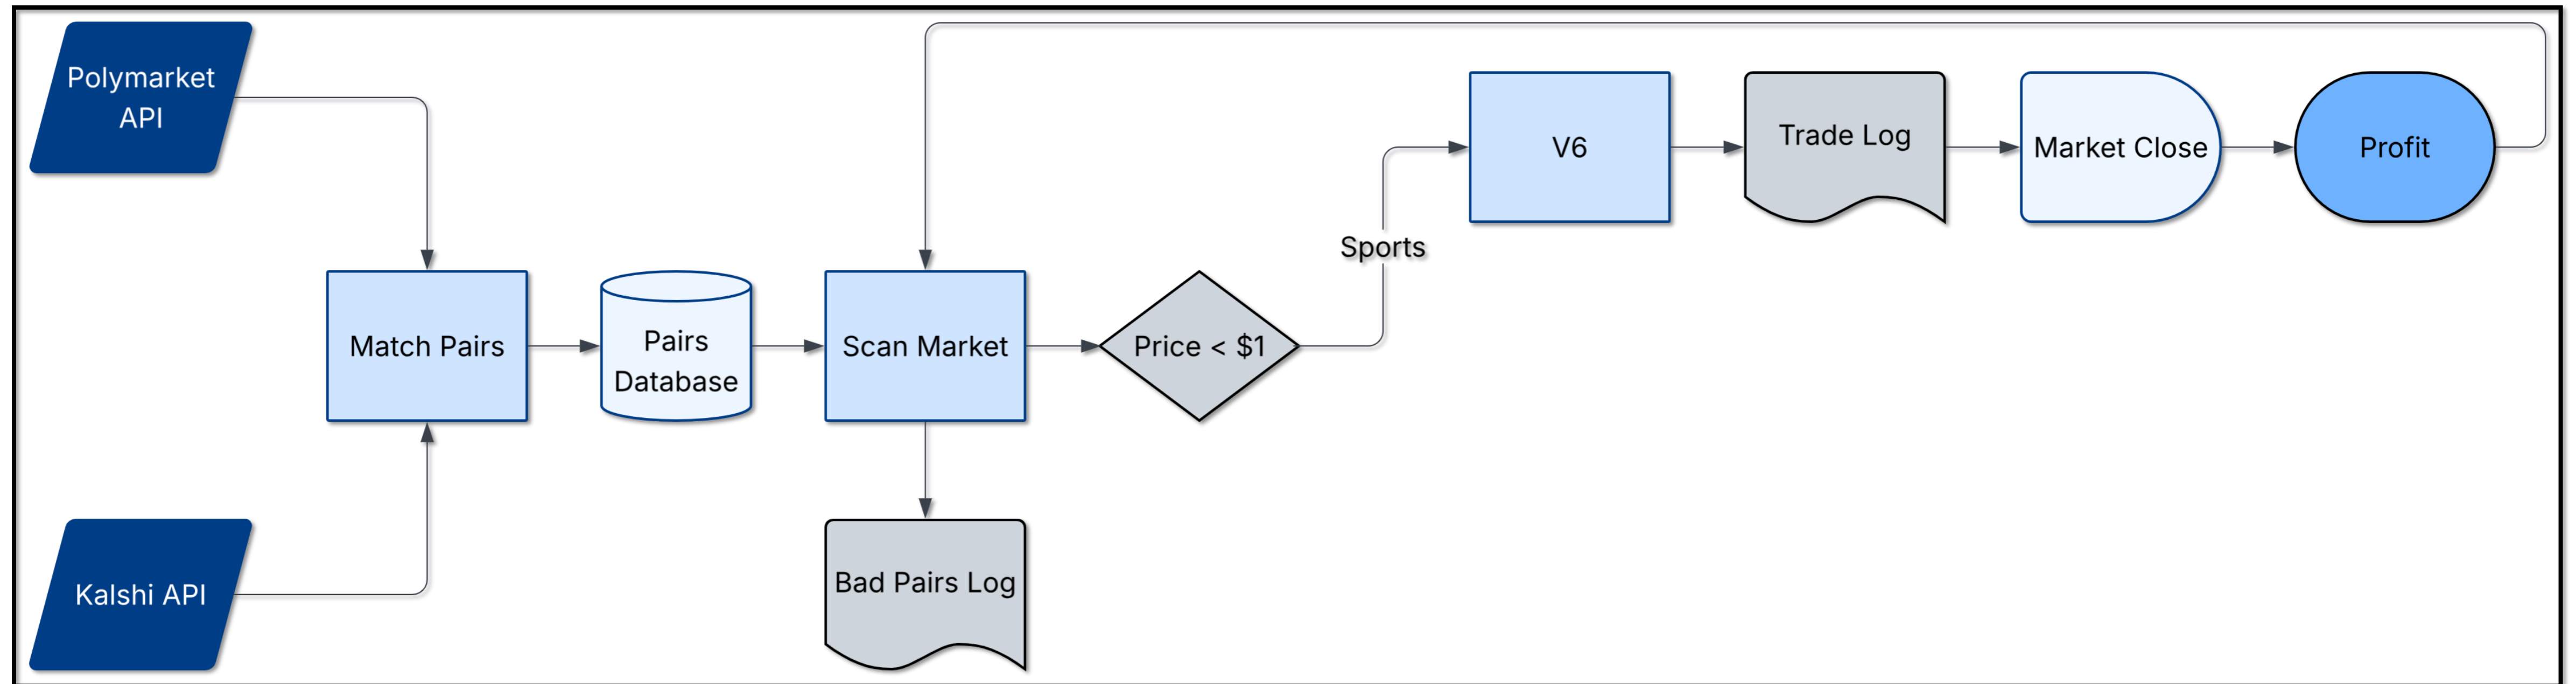 Polymarket
API
V6
Trade Log
Market Close
Profit
Sports
Match Pairs
Pairs
Database
Scan Market
Price < $1
Kalshi API
Bad Pairs Log